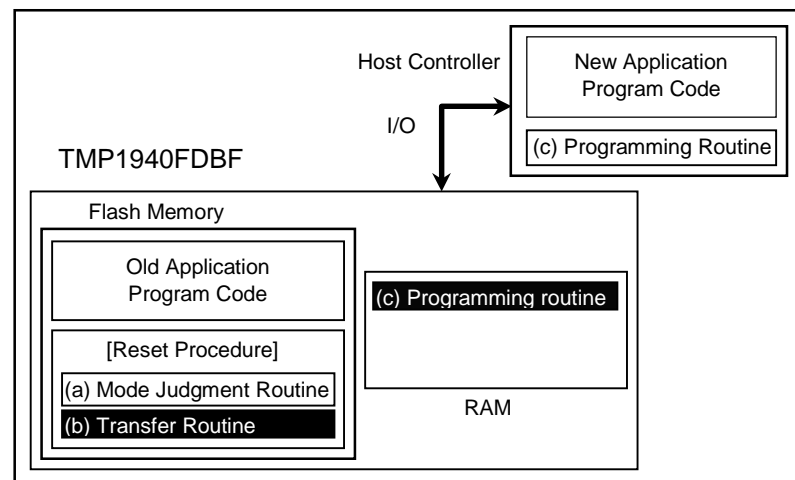 Host Controller
New Application
Program Code
I/O
(c) Programming Routine
TMP1940FDBF
Flash Memory
Old Application
Program Code
(c) Programming routine
[Reset Procedure]
(a) Mode Judgment Routine
(b) Transfer Routine
RAM